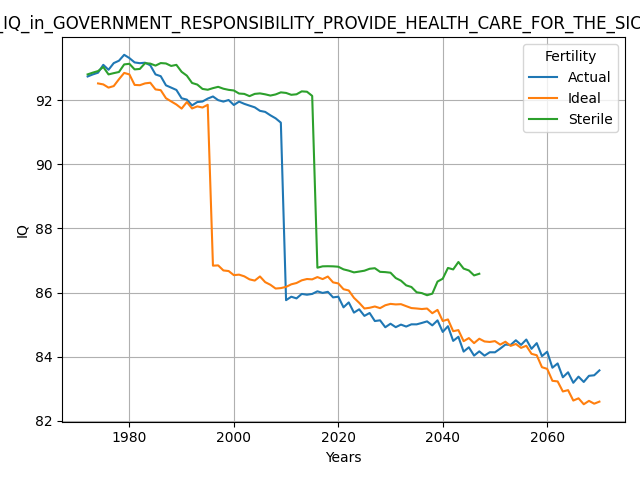 _IQ_in_GOVERNMENT_RESPONSIBILITY_PROVIDE_HEALTH_CARE_FOR_THE_SIC
Fertility
Actual
Ideal
Sterile
92
90
88
86
84
82
IQ
1980
2000
2020
2040
2060
Years